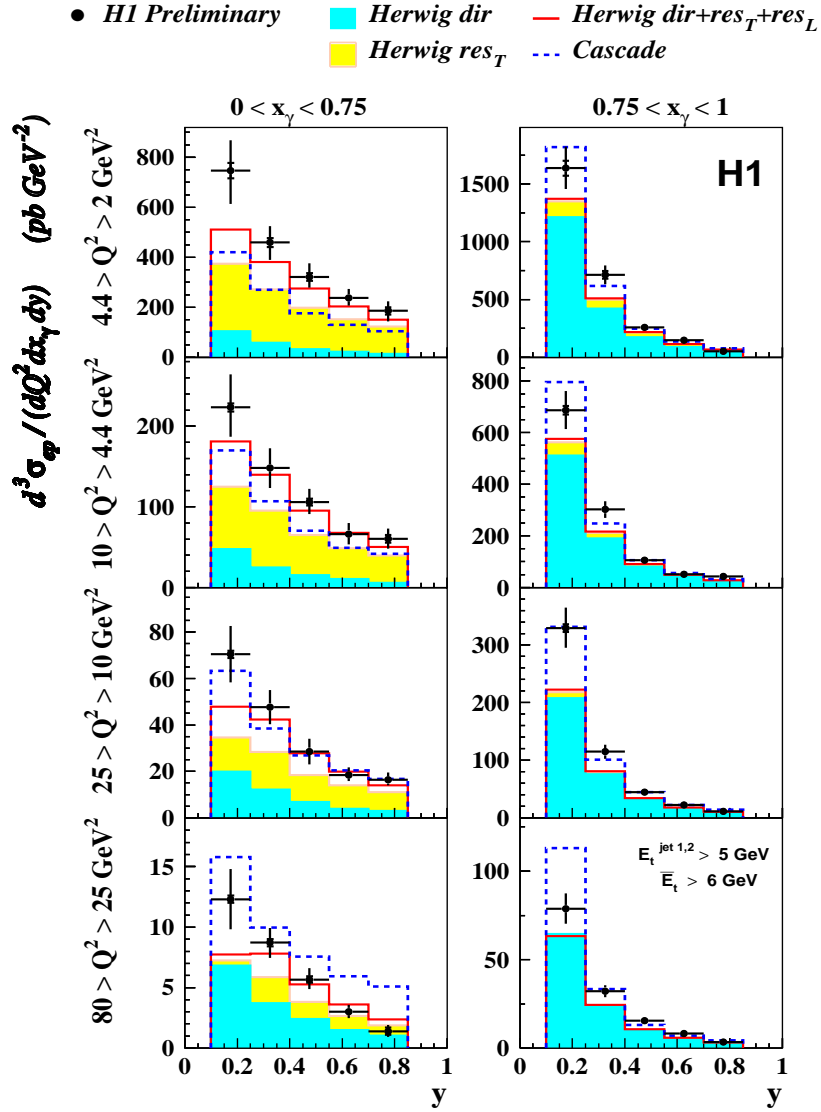 H1 Preliminary Herwig dir Herwig dir+res_T+res_L
Herwig res_T Cascade
0 < x_γ < 0.75 0.75 < x_γ < 1
d³σ_ep/(dQ²dx_γdy) (pb GeV⁻²)
4.4 > Q² > 2 GeV²
800
600
400
200
0
H1
1500
1000
500
0
10 > Q² > 4.4 GeV²
200
100
0
800
600
400
200
0
25 > Q² > 10 GeV²
80
60
40
20
0
300
200
100
0
80 > Q² > 25 GeV²
15
10
5
0
E_t^{jet 1,2} > 5 GeV
E̅_t > 6 GeV
100
50
0
0 0.2 0.4 0.6 0.8 1 0 0.2 0.4 0.6 0.8 1
y y